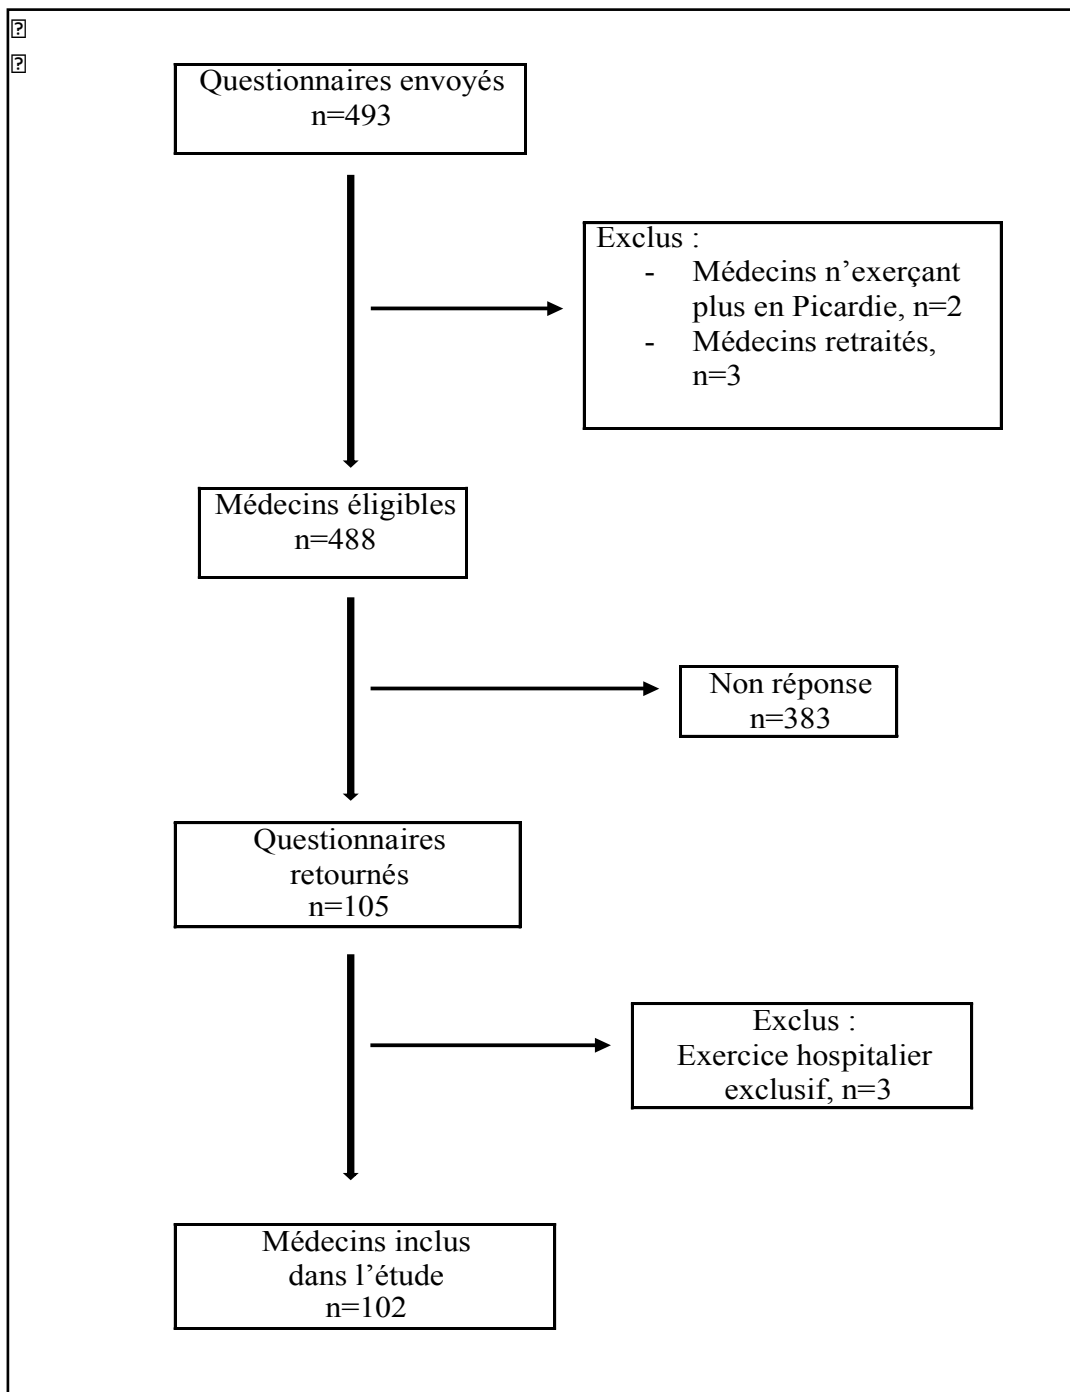 Questionnaires envoyés
n=493
Exclus :
- Médecins n’exerçant
plus en Picardie, n=2
- Médecins retraités,
n=3
Médecins éligibles
n=488
Non réponse
n=383
Questionnaires
retournés
n=105
Exclus :
Exercice hospitalier
exclusif, n=3
Médecins inclus
dans l’étude
n=102